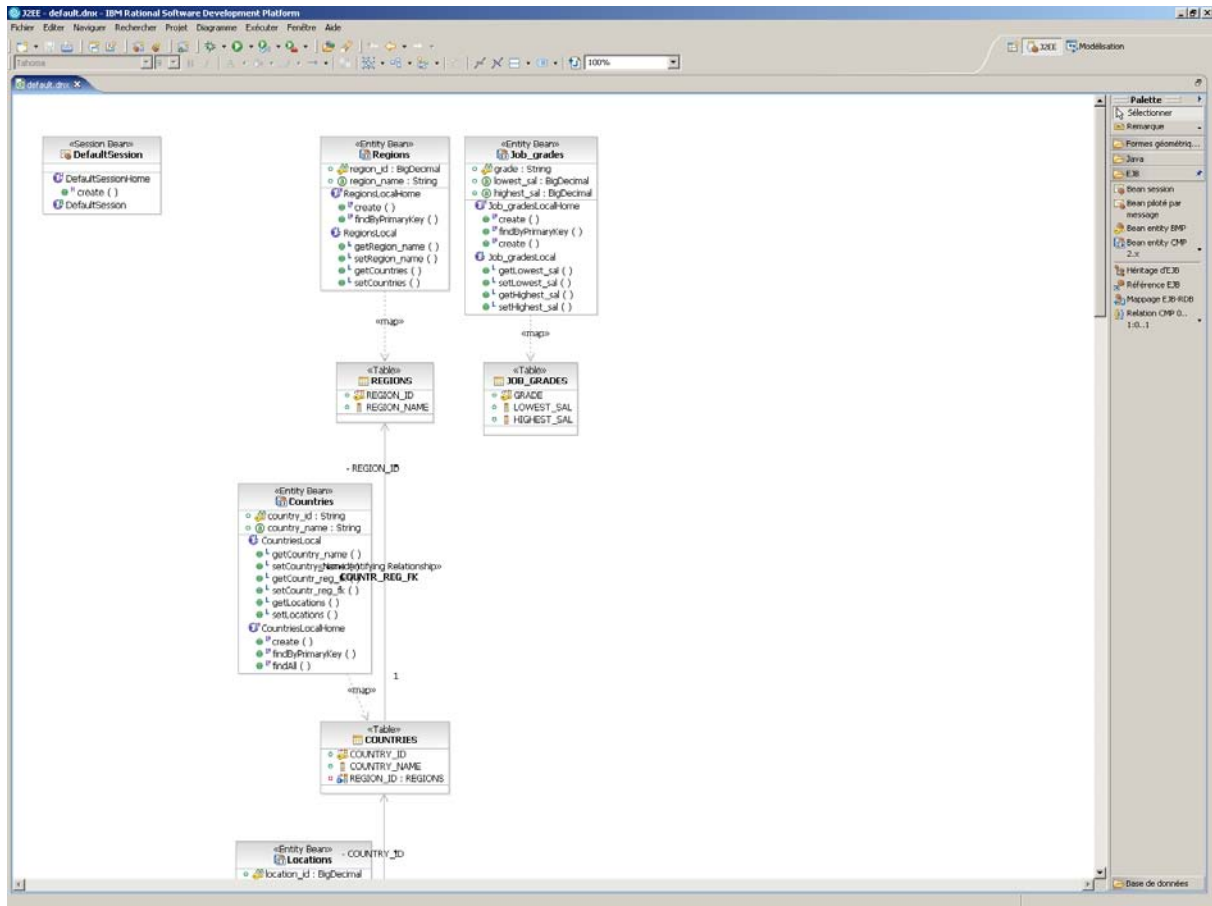 J2EE - default.dnx - IBM Rational Software Development Platform
Fichier Editer Naviguer Rechercher Projet Diagramme Exécuter Fenêtre Aide
J2EE Modélisation
Tahoma 9 100%
default.dnx
«Session Bean»
DefaultSession
DefaultSessionHome
create ( )
DefaultSession
«Entity Bean»
Regions
region_id : BigDecimal
region_name : String
RegionsLocalHome
create ( )
findByPrimaryKey ( )
RegionsLocal
getRegion_name ( )
setRegion_name ( )
getCountries ( )
setCountries ( )
«Entity Bean»
Job_grades
grade : String
lowest_sal : BigDecimal
highest_sal : BigDecimal
Job_gradesLocalHome
create ( )
findByPrimaryKey ( )
create ( )
Job_gradesLocal
getLowest_sal ( )
setLowest_sal ( )
getHighest_sal ( )
setHighest_sal ( )
«map»
«map»
«Table»
REGIONS
REGION_ID
REGION_NAME
«Table»
JOB_GRADES
GRADE
LOWEST_SAL
HIGHEST_SAL
- REGION_ID
«Entity Bean»
Countries
country_id : String
country_name : String
CountriesLocal
getCountry_name ( )
setCountry_name ( )
getCountr_reg_fk ( )
setCountr_reg_fk ( )
getLocations ( )
setLocations ( )
CountriesLocalHome
create ( )
findByPrimaryKey ( )
findAll ( )
COUNTR_REG_FK
1
«map»
«Table»
COUNTRIES
COUNTRY_ID
COUNTRY_NAME
REGION_ID : REGIONS
- COUNTRY_ID
«Entity Bean»
Locations
location_id : BigDecimal
Palette
Sélectionner
Remarque
Formes géométriq...
Java
EJB
Bean session
Bean piloté par
message
Bean entity BMP
Bean entity CMP
2.x
Héritage d'EJB
Référence EJB
Mappage EJB-RDB
Relation CMP 0...
1:0..1
Base de données